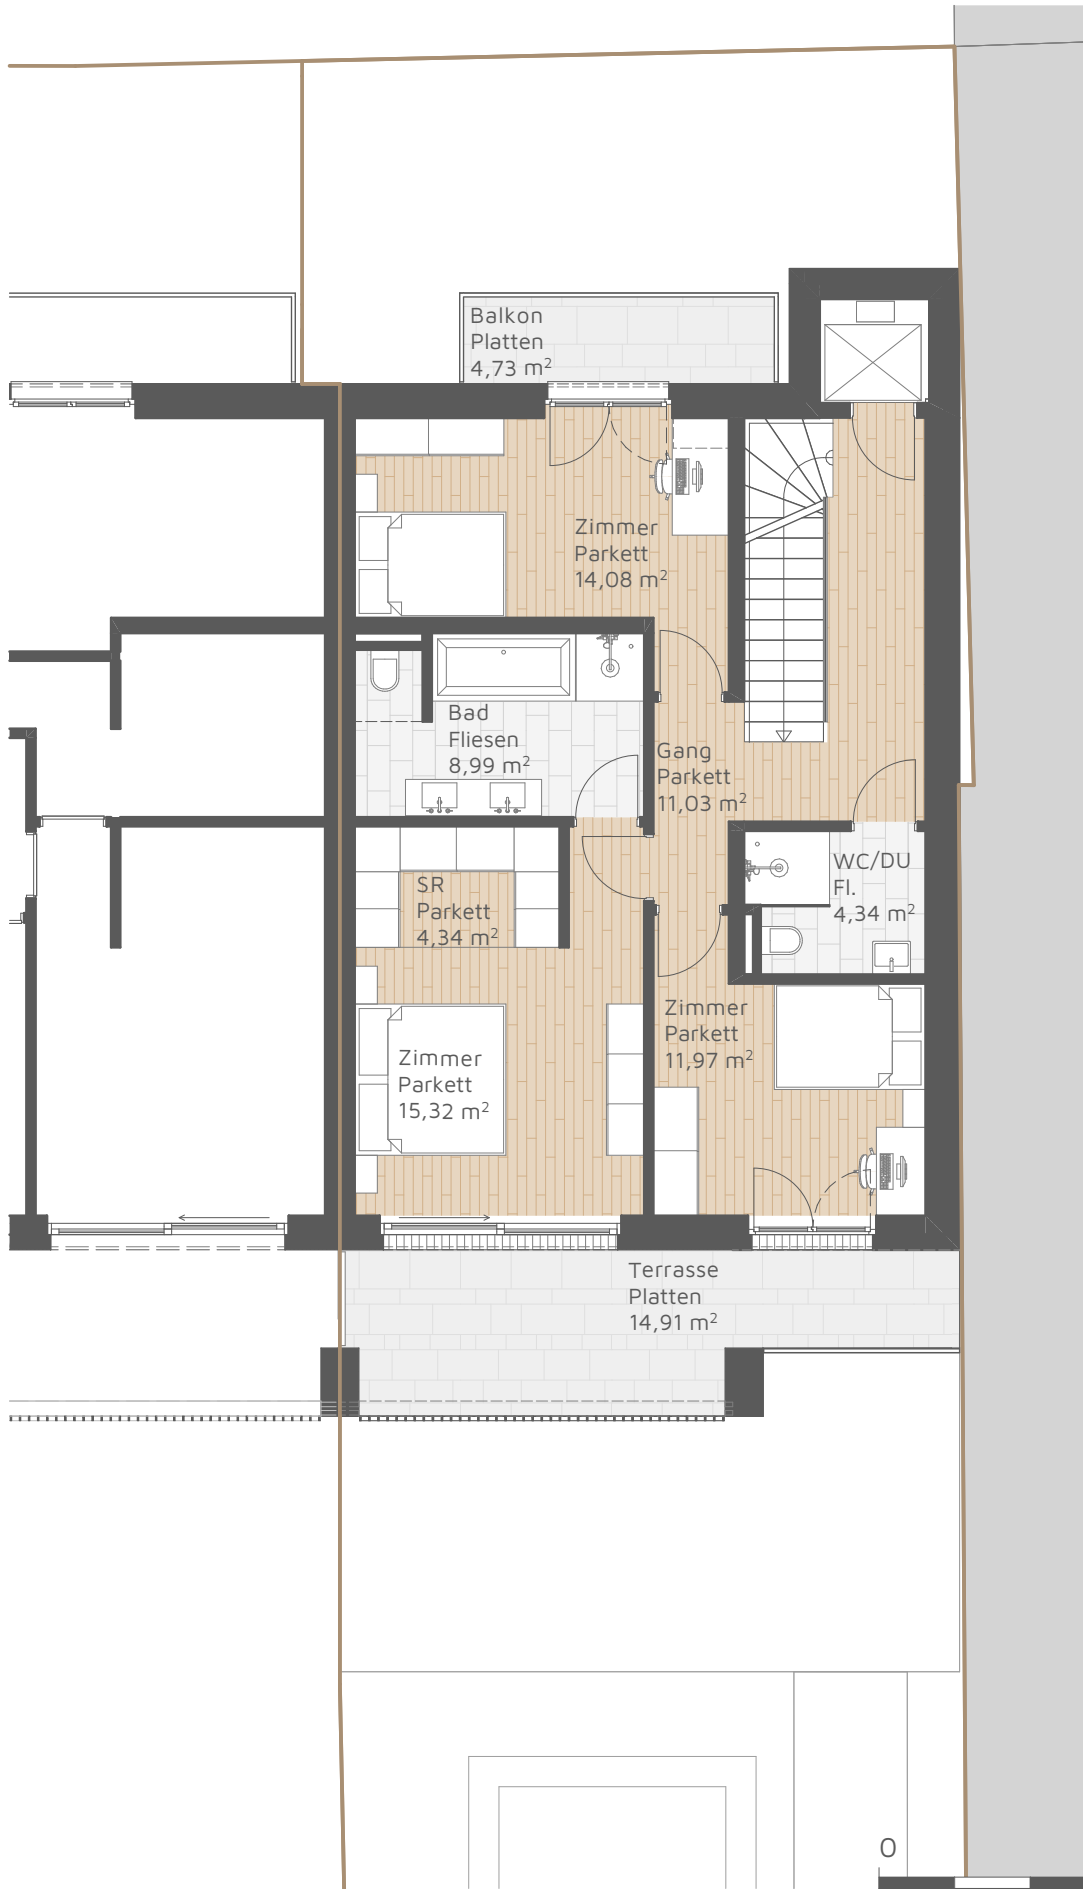 Balkon
Platten
4,73 m²
Zimmer
Parkett
14,08 m²
Bad
Fliesen
8,99 m²
Gang
Parkett
11,03 m²
WC/DU
Fl.
4,34 m²
SR
Parkett
4,34 m²
Zimmer
Parkett
11,97 m²
Zimmer
Parkett
15,32 m²
Terrasse
Platten
14,91 m²
0